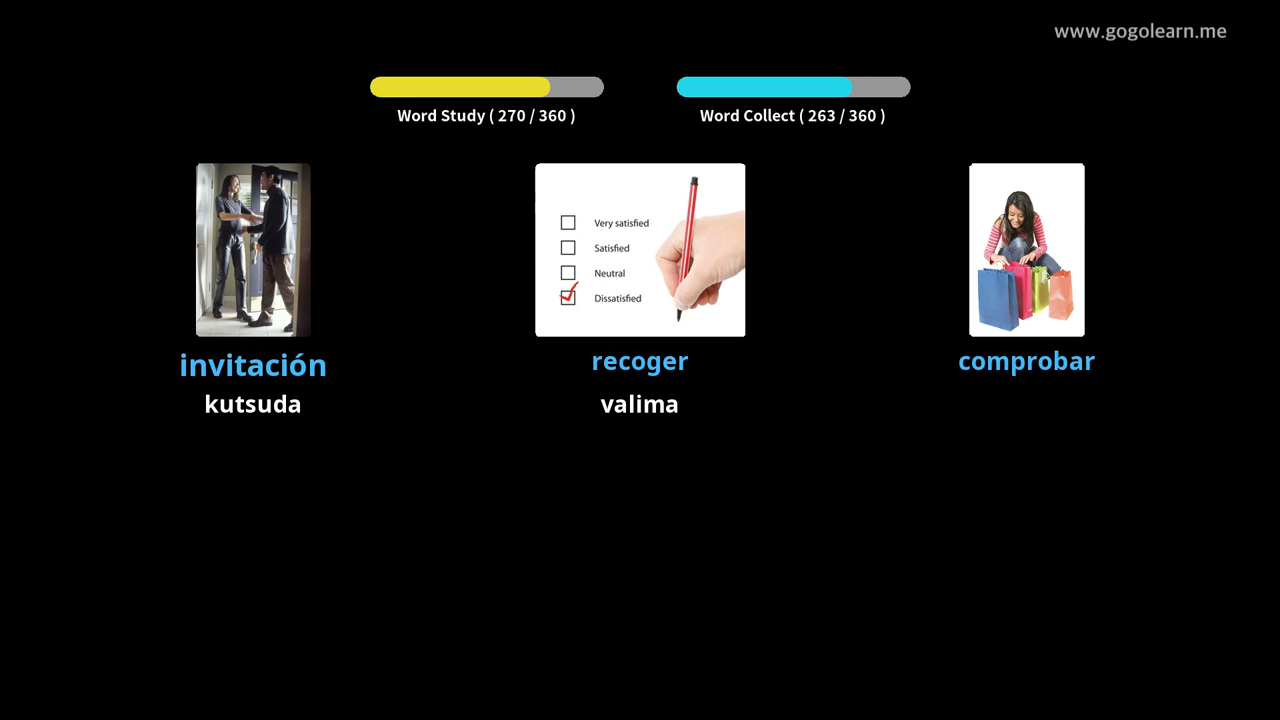 www.gogolearn.me
Word Study ( 270 / 360 )
Word Collect ( 263 / 360 )
Very satisfied
Satisfied
Neutral
Dissatisfied
invitación
recoger
comprobar
kutsuda
valima